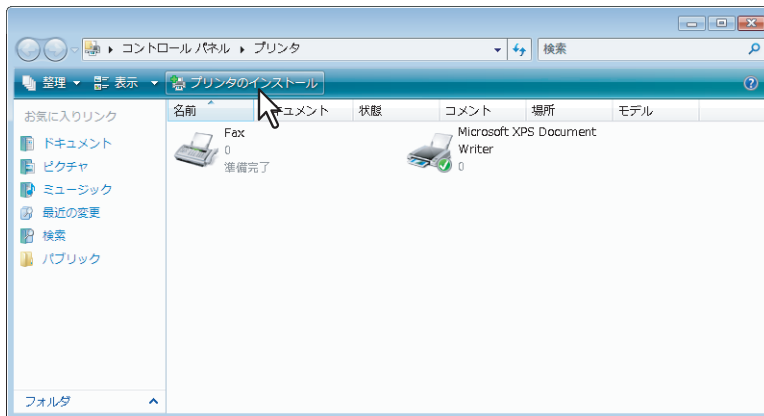 コントロール パネル ▸ プリンタ
検索
整理 表示 プリンタのインストール
お気に入りリンク
ドキュメント
ピクチャ
ミュージック
最近の変更
検索
パブリック
フォルダ
名前 キュメント 状態 コメント 場所 モデル
Fax
0
準備完了
Microsoft XPS Document
Writer
0